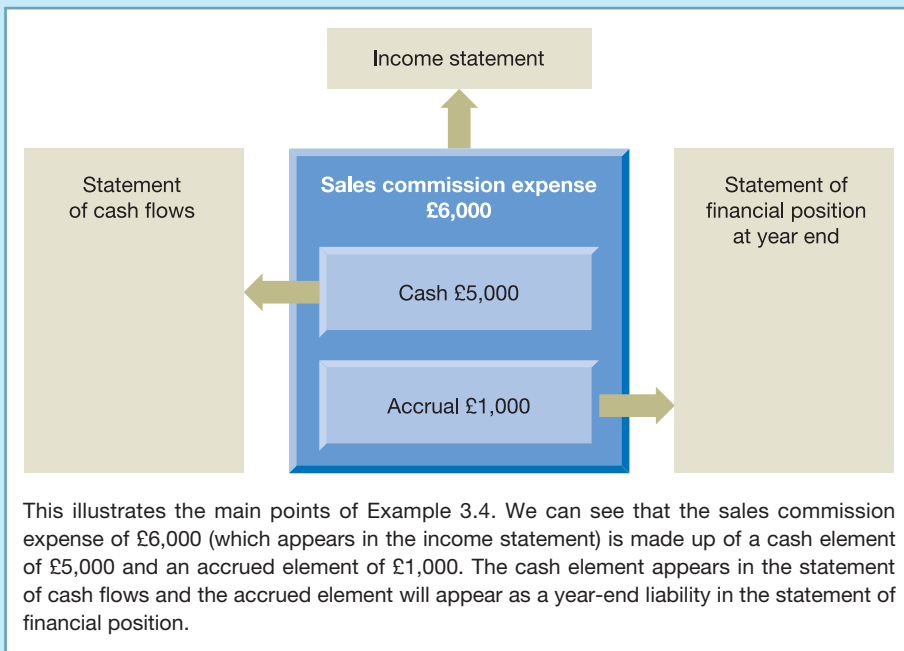 Income statement
Statement
of cash flows
Sales commission expense
£6,000
Cash £5,000
Accrual £1,000
Statement of
financial position
at year end
This illustrates the main points of Example 3.4. We can see that the sales commission
expense of £6,000 (which appears in the income statement) is made up of a cash element
of £5,000 and an accrued element of £1,000. The cash element appears in the statement
of cash flows and the accrued element will appear as a year-end liability in the statement of
financial position.